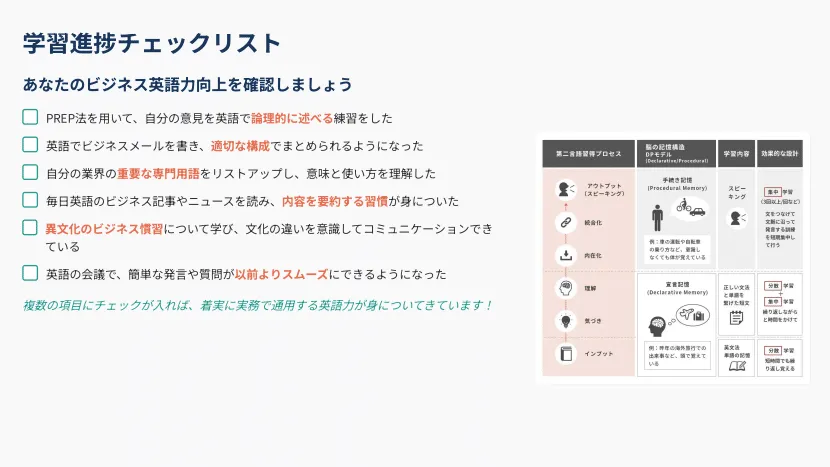 学習進捗チェックリスト
あなたのビジネス英語力向上を確認しましょう
PREP法を用いて、自分の意見を英語で論理的に述べる練習をした
英語でビジネスメールを書き、適切な構成でまとめられるようになった
自分の業界の重要な専門用語をリストアップし、意味と使い方を理解した
毎日英語のビジネス記事やニュースを読み、内容を要約する習慣が身についた
異文化のビジネス慣習について学び、文化の違いを意識してコミュニケーションでき
ている
英語の会議で、簡単な発言や質問が以前よりスムーズにできるようになった
複数の項目にチェックが入れば、着実に実務で通用する英語力が身についてきています！
第二言語習得プロセス
脳の記憶構造
DPモデル
(Declarative/Procedural)
学習内容
効果的な設計
アウトプット
(スピーキング)
統合化
内在化
理解
気づき
インプット
手続き記憶
(Procedural Memory)
例：車の運転や自転車
の乗り方など、意識し
なくても体が覚えている
宣言記憶
(Declarative Memory)
例：昨年の海外旅行での
出来事など、頭で覚えて
いる
スピー
キング
正しい文法
と単語を
繋げた短文
英文法
単語の記憶
集中 学習
(3回以上/回など)
文をつなげて
文脈に沿って
発言する訓練
を短期集中し
て行う
分散 学習
+
集中 学習
繰り返しながら
と時間をかけて
分散 学習
短時間でも繰
り返し覚える